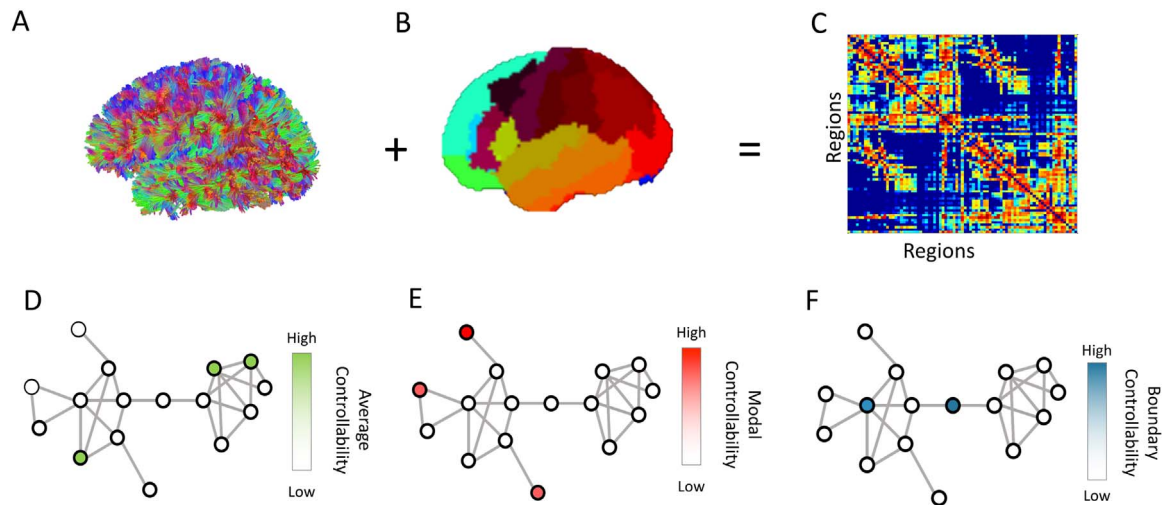 A
B
C
+
=
Regions
Regions
D
High
Low
Average
Controllability
E
High
Low
Modal
Controllability
F
High
Low
Boundary
Controllability